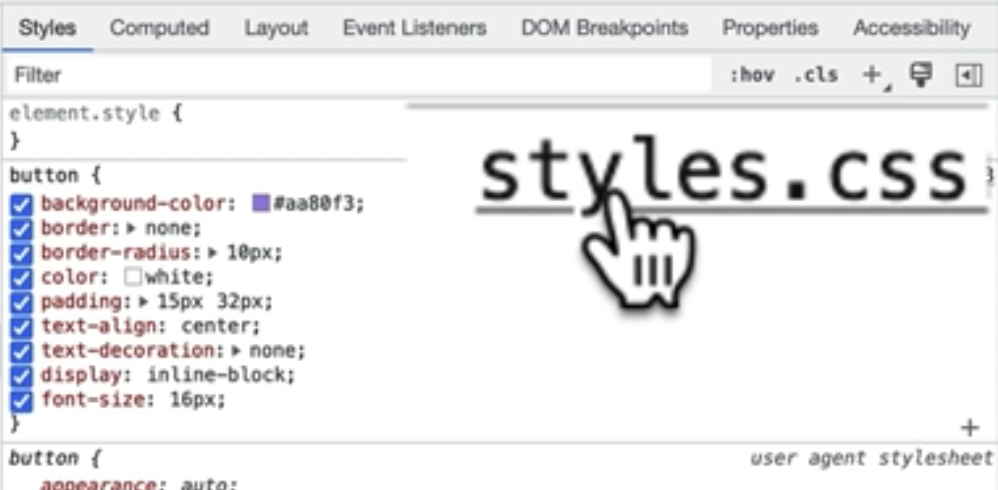 Styles Computed Layout Event Listeners DOM Breakpoints Properties Accessibility
Filter :hov .cls +
element.style {
}
styles.css
button {
background-color: #aa80f3;
border: none;
border-radius: 10px;
color: white;
padding: 15px 32px;
text-align: center;
text-decoration: none;
display: inline-block;
font-size: 16px;
}
+
button { user agent stylesheet
appearance: auto;